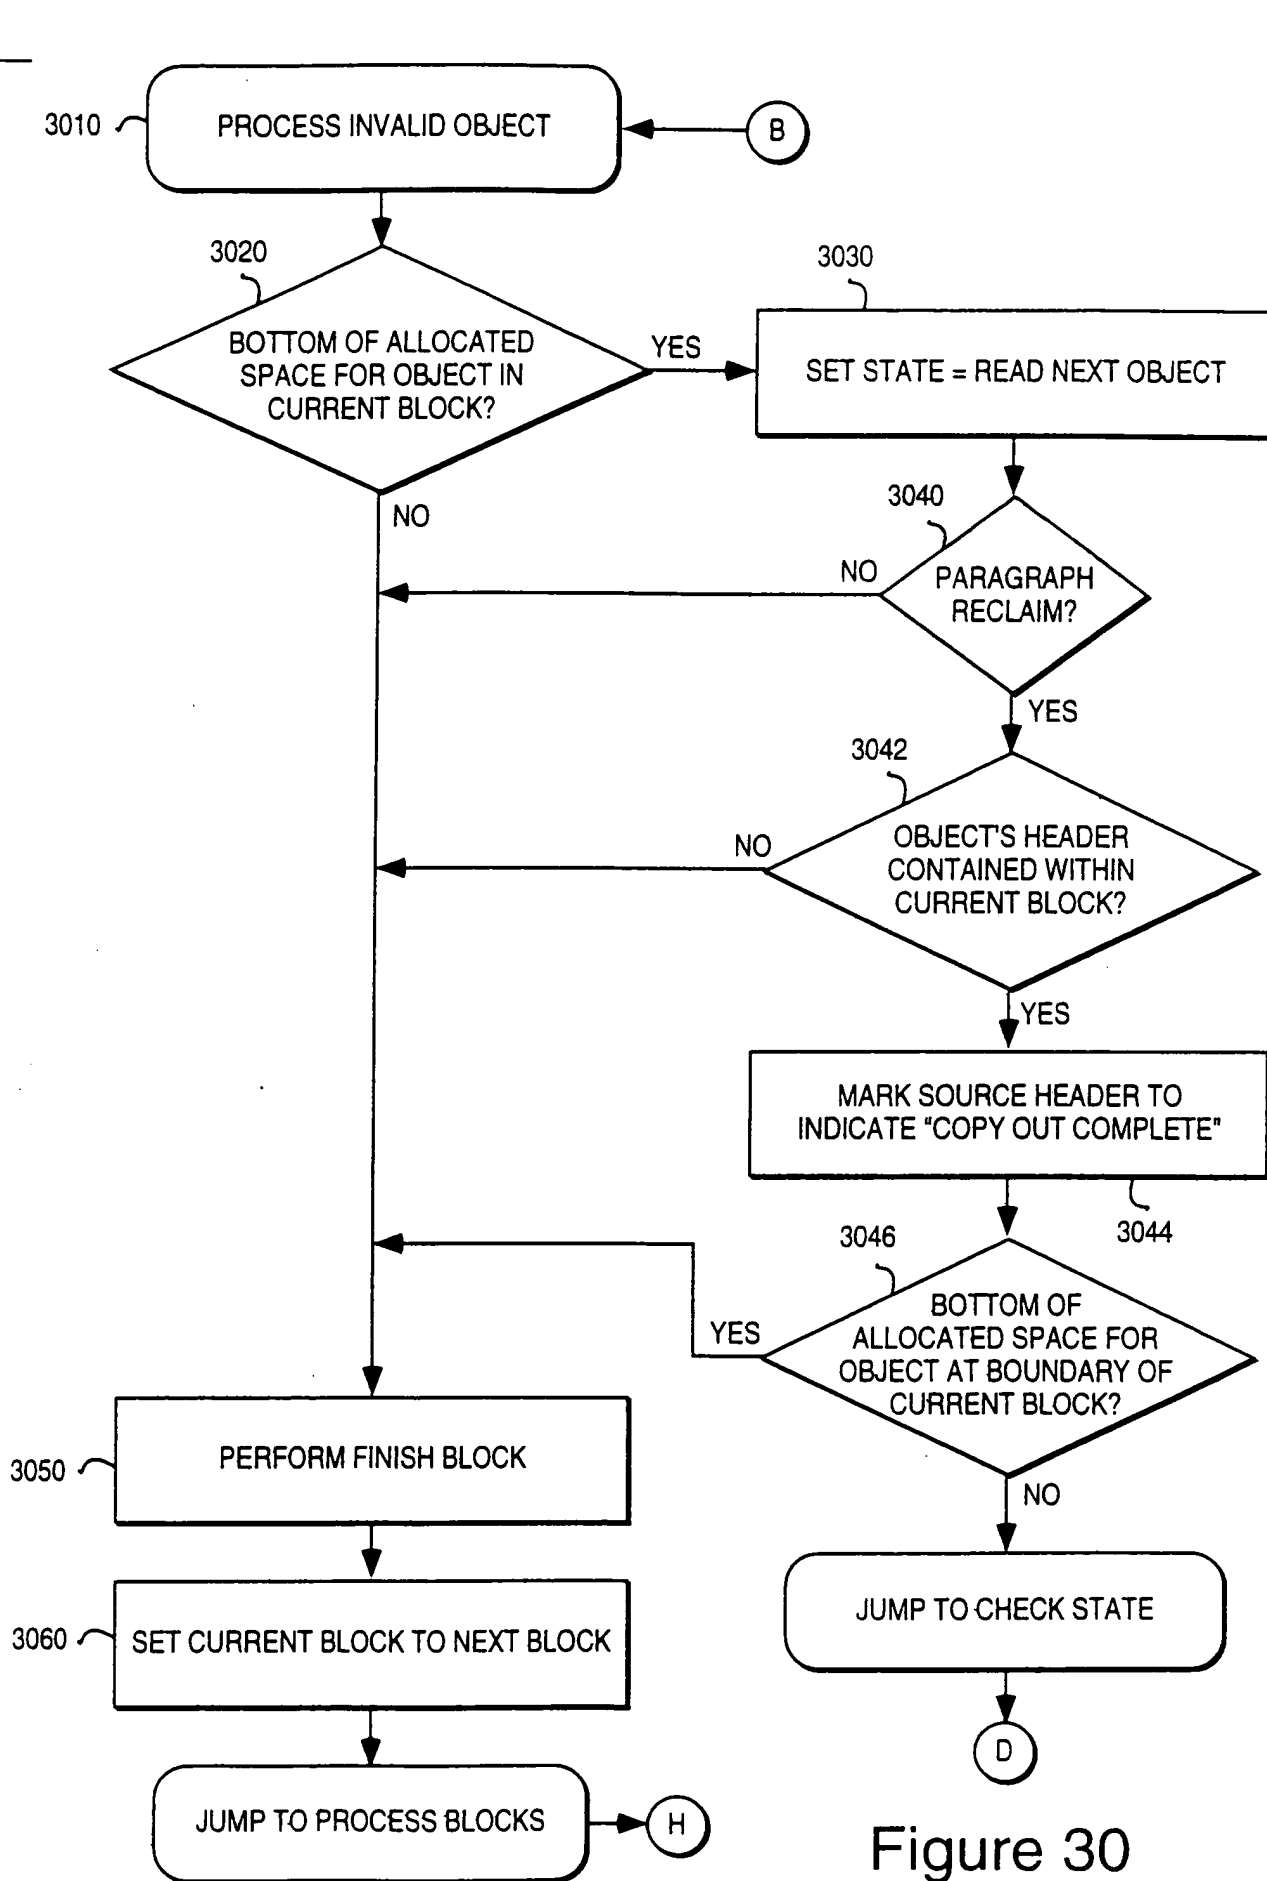 3010
PROCESS INVALID OBJECT
B
3020
BOTTOM OF ALLOCATED
SPACE FOR OBJECT IN
CURRENT BLOCK?
YES
NO
3030
SET STATE = READ NEXT OBJECT
3040
PARAGRAPH
RECLAIM?
NO
YES
3042
OBJECT'S HEADER
CONTAINED WITHIN
CURRENT BLOCK?
NO
YES
MARK SOURCE HEADER TO
INDICATE "COPY OUT COMPLETE"
3044
3046
BOTTOM OF
ALLOCATED SPACE FOR
OBJECT AT BOUNDARY OF
CURRENT BLOCK?
YES
NO
JUMP TO CHECK STATE
D
3050
PERFORM FINISH BLOCK
3060
SET CURRENT BLOCK TO NEXT BLOCK
JUMP TO PROCESS BLOCKS
H
Figure 30